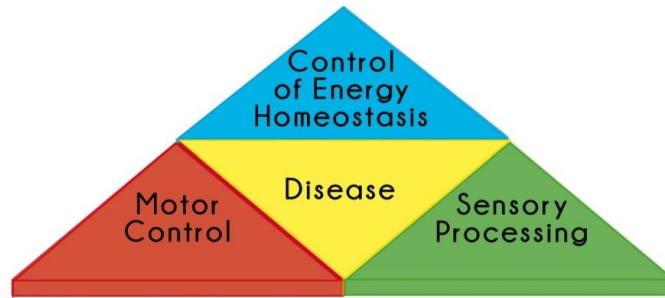 Control
of Energy
Homeostasis
Disease
Motor
Control
Sensory
Processing